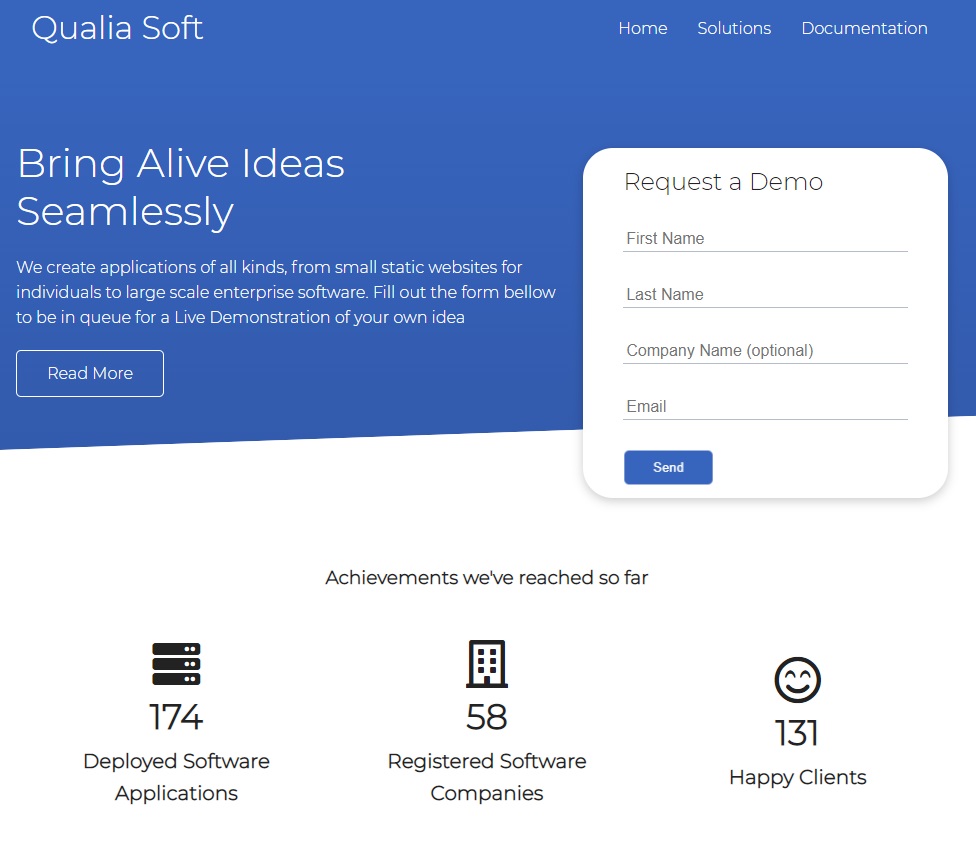 Qualia Soft
Home Solutions Documentation
Bring Alive Ideas
Seamlessly
We create applications of all kinds, from small static websites for
individuals to large scale enterprise software. Fill out the form bellow
to be in queue for a Live Demonstration of your own idea
Read More
Request a Demo
First Name
Last Name
Company Name (optional)
Email
Send
Achievements we've reached so far
174
Deployed Software
Applications
58
Registered Software
Companies
131
Happy Clients